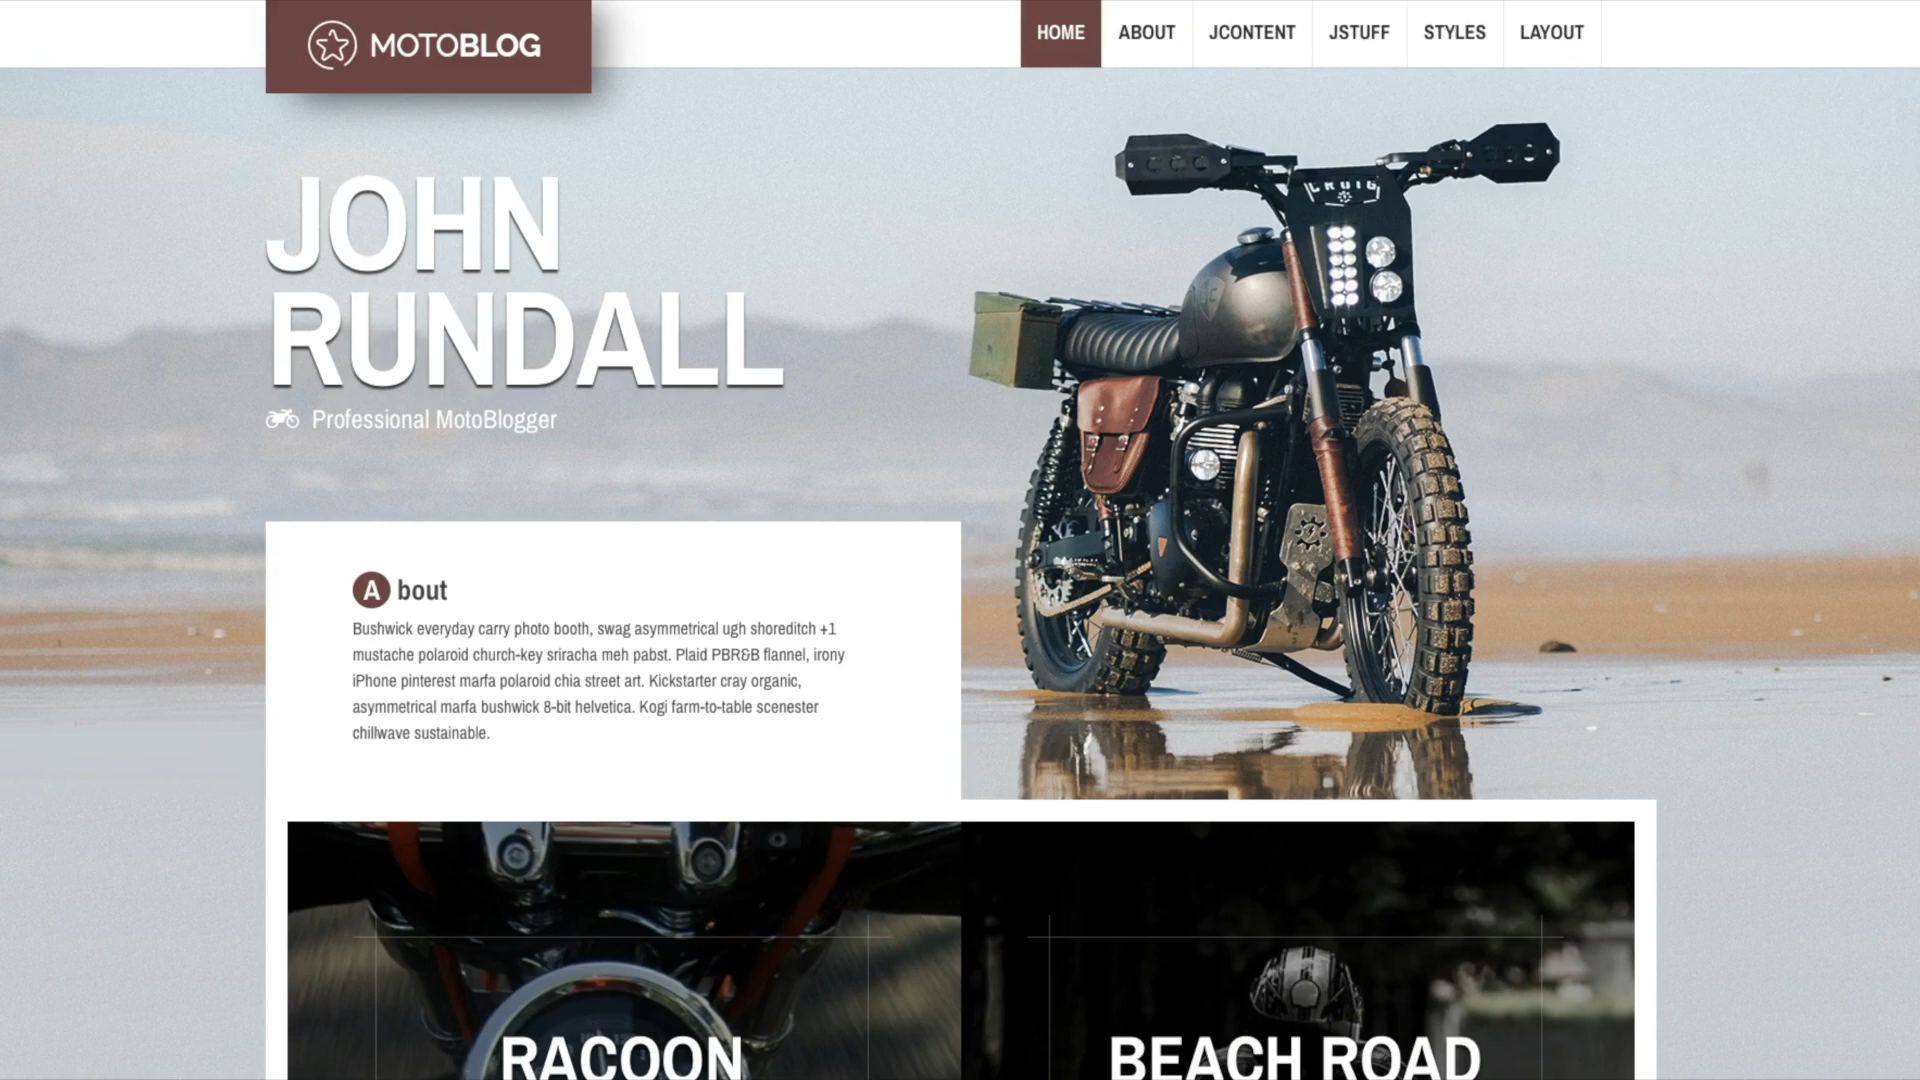 MOTOBLOG
HOME ABOUT JCONTENT JSTUFF STYLES LAYOUT
JOHN
RUNDALL
Professional MotoBlogger
About
Bushwick everyday carry photo booth, swag asymmetrical ugh shoreditch +1
mustache polaroid church-key sriracha meh pabst. Plaid PBR&B flannel, irony
iPhone pinterest marfa polaroid chia street art. Kickstarter cray organic,
asymmetrical marfa bushwick 8-bit helvetica. Kogi farm-to-table scenester
chillwave sustainable.
RACOON
BEACH ROAD